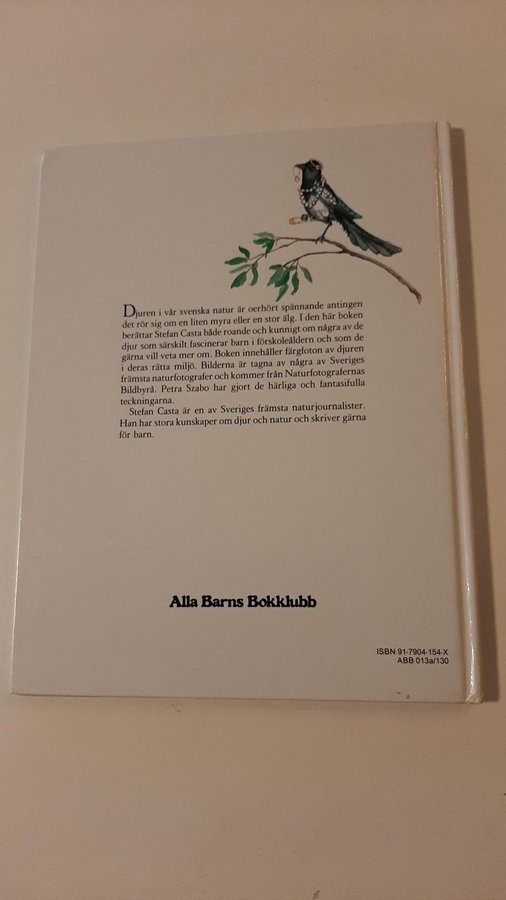 Djuren i vår svenska natur är oerhört spännande antingen
det rör sig om en liten myra eller en stor älg. I den här boken
berättar Stefan Casta både roande och kunnigt om några av de
djur som särskilt fascinerar barn i förskoleåldern och som de
gärna vill veta mer om. Boken innehåller färgfoton av djuren
i deras rätta miljö. Bilderna är tagna av några av Sveriges
främsta naturfotografer och kommer från Naturfotografernas
Bildbyrå. Petra Szabo har gjort de härliga och fantasifulla
teckningarna.
Stefan Casta är en av Sveriges främsta naturjournalister.
Han har stora kunskaper om djur och natur och skriver gärna
för barn.
Alla Barns Bokklubb
ISBN 91-7904-154-X
ABB 013a/130